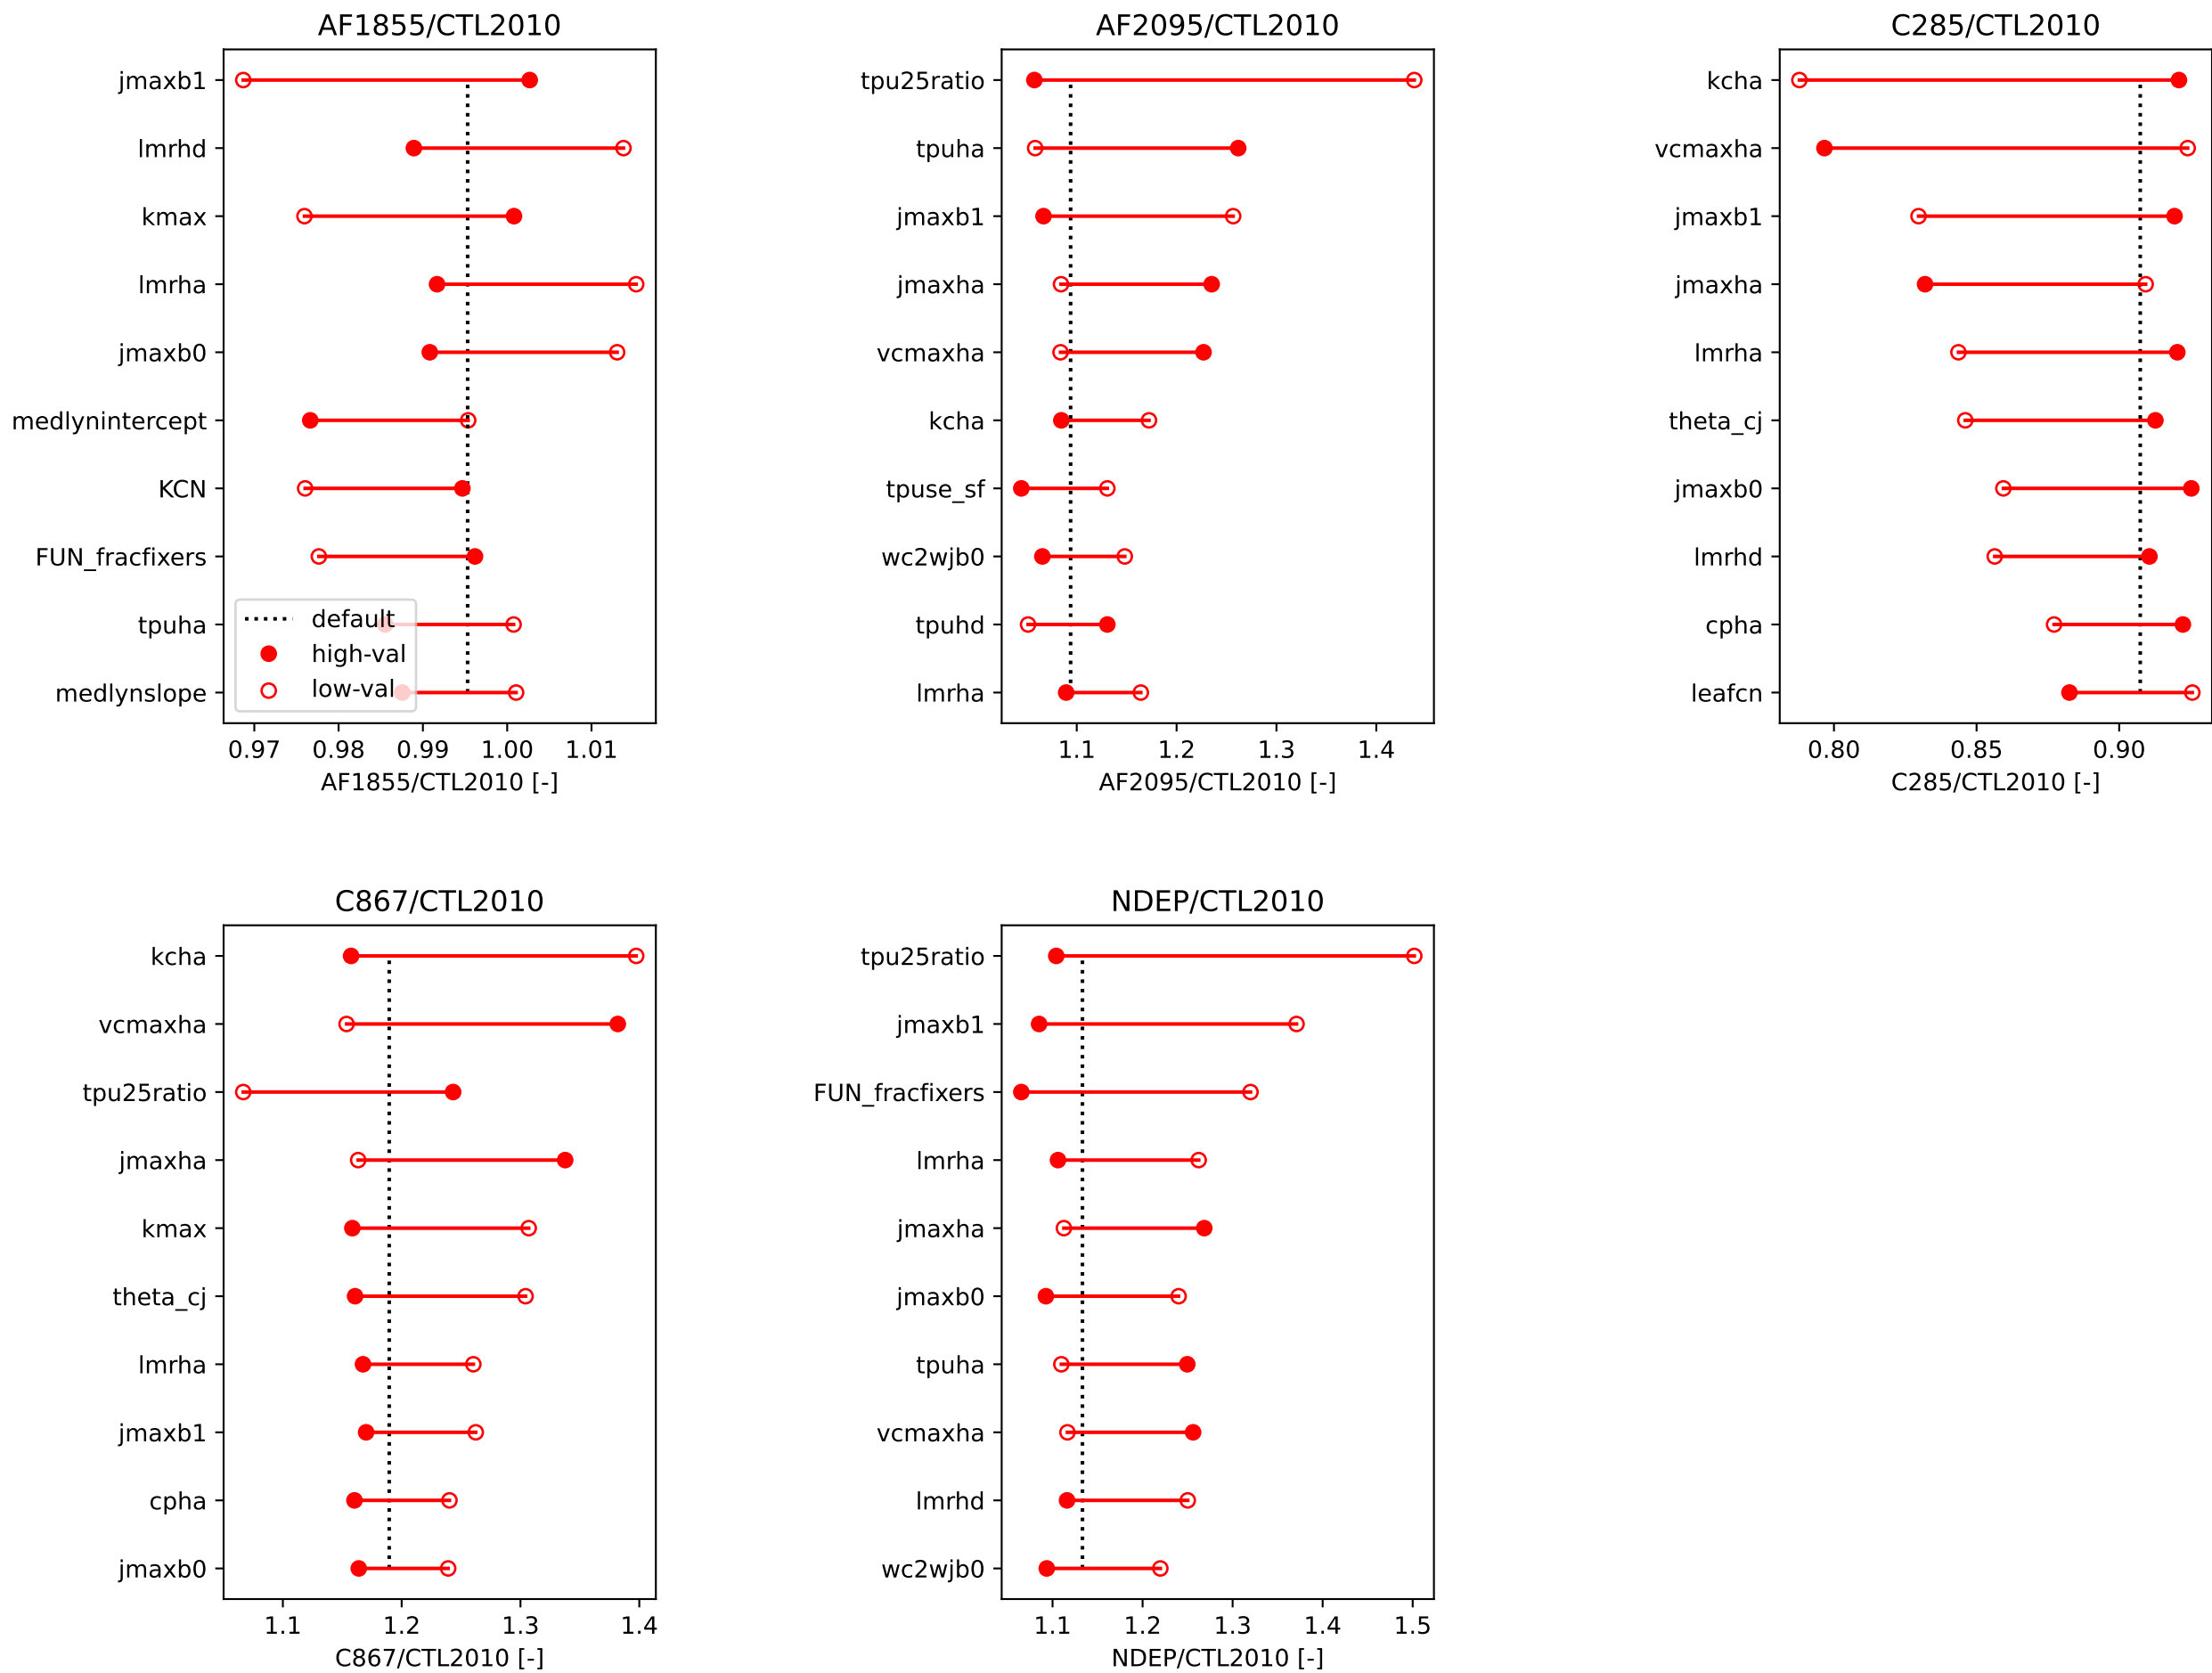 AF1855/CTL2010
jmaxb1
lmrhd
kmax
lmrha
jmaxb0
medlynintercept
KCN
FUN_fracfixers
tpuha
medlynslope
default
high-val
low-val
0.97 0.98 0.99 1.00 1.01
AF1855/CTL2010 [-]
AF2095/CTL2010
tpu25ratio
tpuha
jmaxb1
jmaxha
vcmaxha
kcha
tpuse_sf
wc2wjb0
tpuhd
lmrha
1.1 1.2 1.3 1.4
AF2095/CTL2010 [-]
C285/CTL2010
kcha
vcmaxha
jmaxb1
jmaxha
lmrha
theta_cj
jmaxb0
lmrhd
cpha
leafcn
0.80 0.85 0.90
C285/CTL2010 [-]
C867/CTL2010
kcha
vcmaxha
tpu25ratio
jmaxha
kmax
theta_cj
lmrha
jmaxb1
cpha
jmaxb0
1.1 1.2 1.3 1.4
C867/CTL2010 [-]
NDEP/CTL2010
tpu25ratio
jmaxb1
FUN_fracfixers
lmrha
jmaxha
jmaxb0
tpuha
vcmaxha
lmrhd
wc2wjb0
1.1 1.2 1.3 1.4 1.5
NDEP/CTL2010 [-]